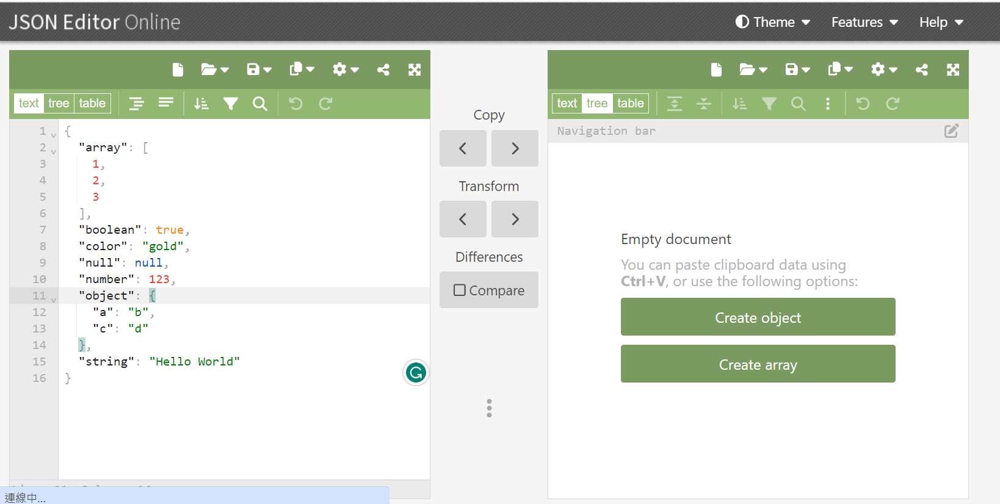 JSON Editor Online
Theme Features Help
text tree table
1 {
2 "array": [
3 1,
4 2,
5 3
6 ],
7 "boolean": true,
8 "color": "gold",
9 "null": null,
10 "number": 123,
11 "object": {
12 "a": "b",
13 "c": "d"
14 },
15 "string": "Hello World"
16 }
連線中...
Copy
Transform
Differences
Compare
text tree table
Navigation bar
Empty document
You can paste clipboard data using
Ctrl+V, or use the following options:
Create object
Create array